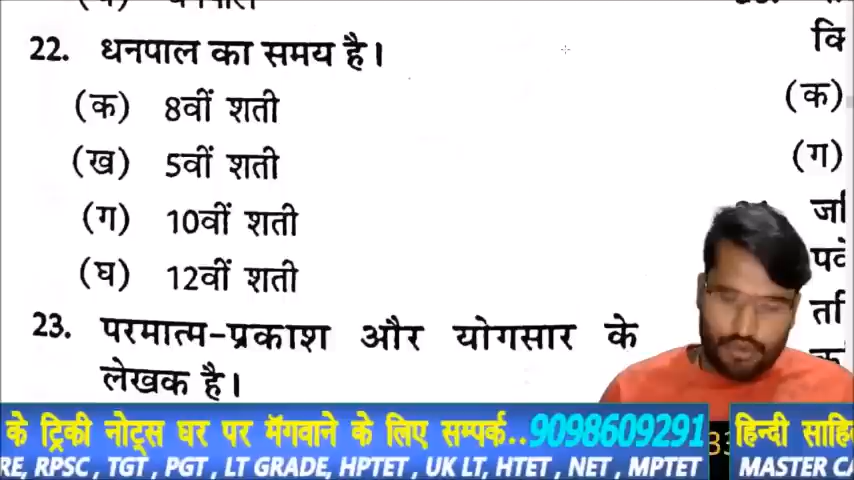 22. धनपाल का समय है।
(क) 8वीं शती
(ख) 5वीं शती
(ग) 10वीं शती
(घ) 12वीं शती
23. परमात्म-प्रकाश और योगसार के
लेखक है।
कि
(क)
(ग)
के ट्रिकी नोट्स घर पर मॅगवाने के लिए सम्पर्क..9098609291
हिन्दी साहि
RE, RPSC, TGT, PGT, LT GRADE, HPTET, UK LT, HTET, NET, MPTET
MASTER CA